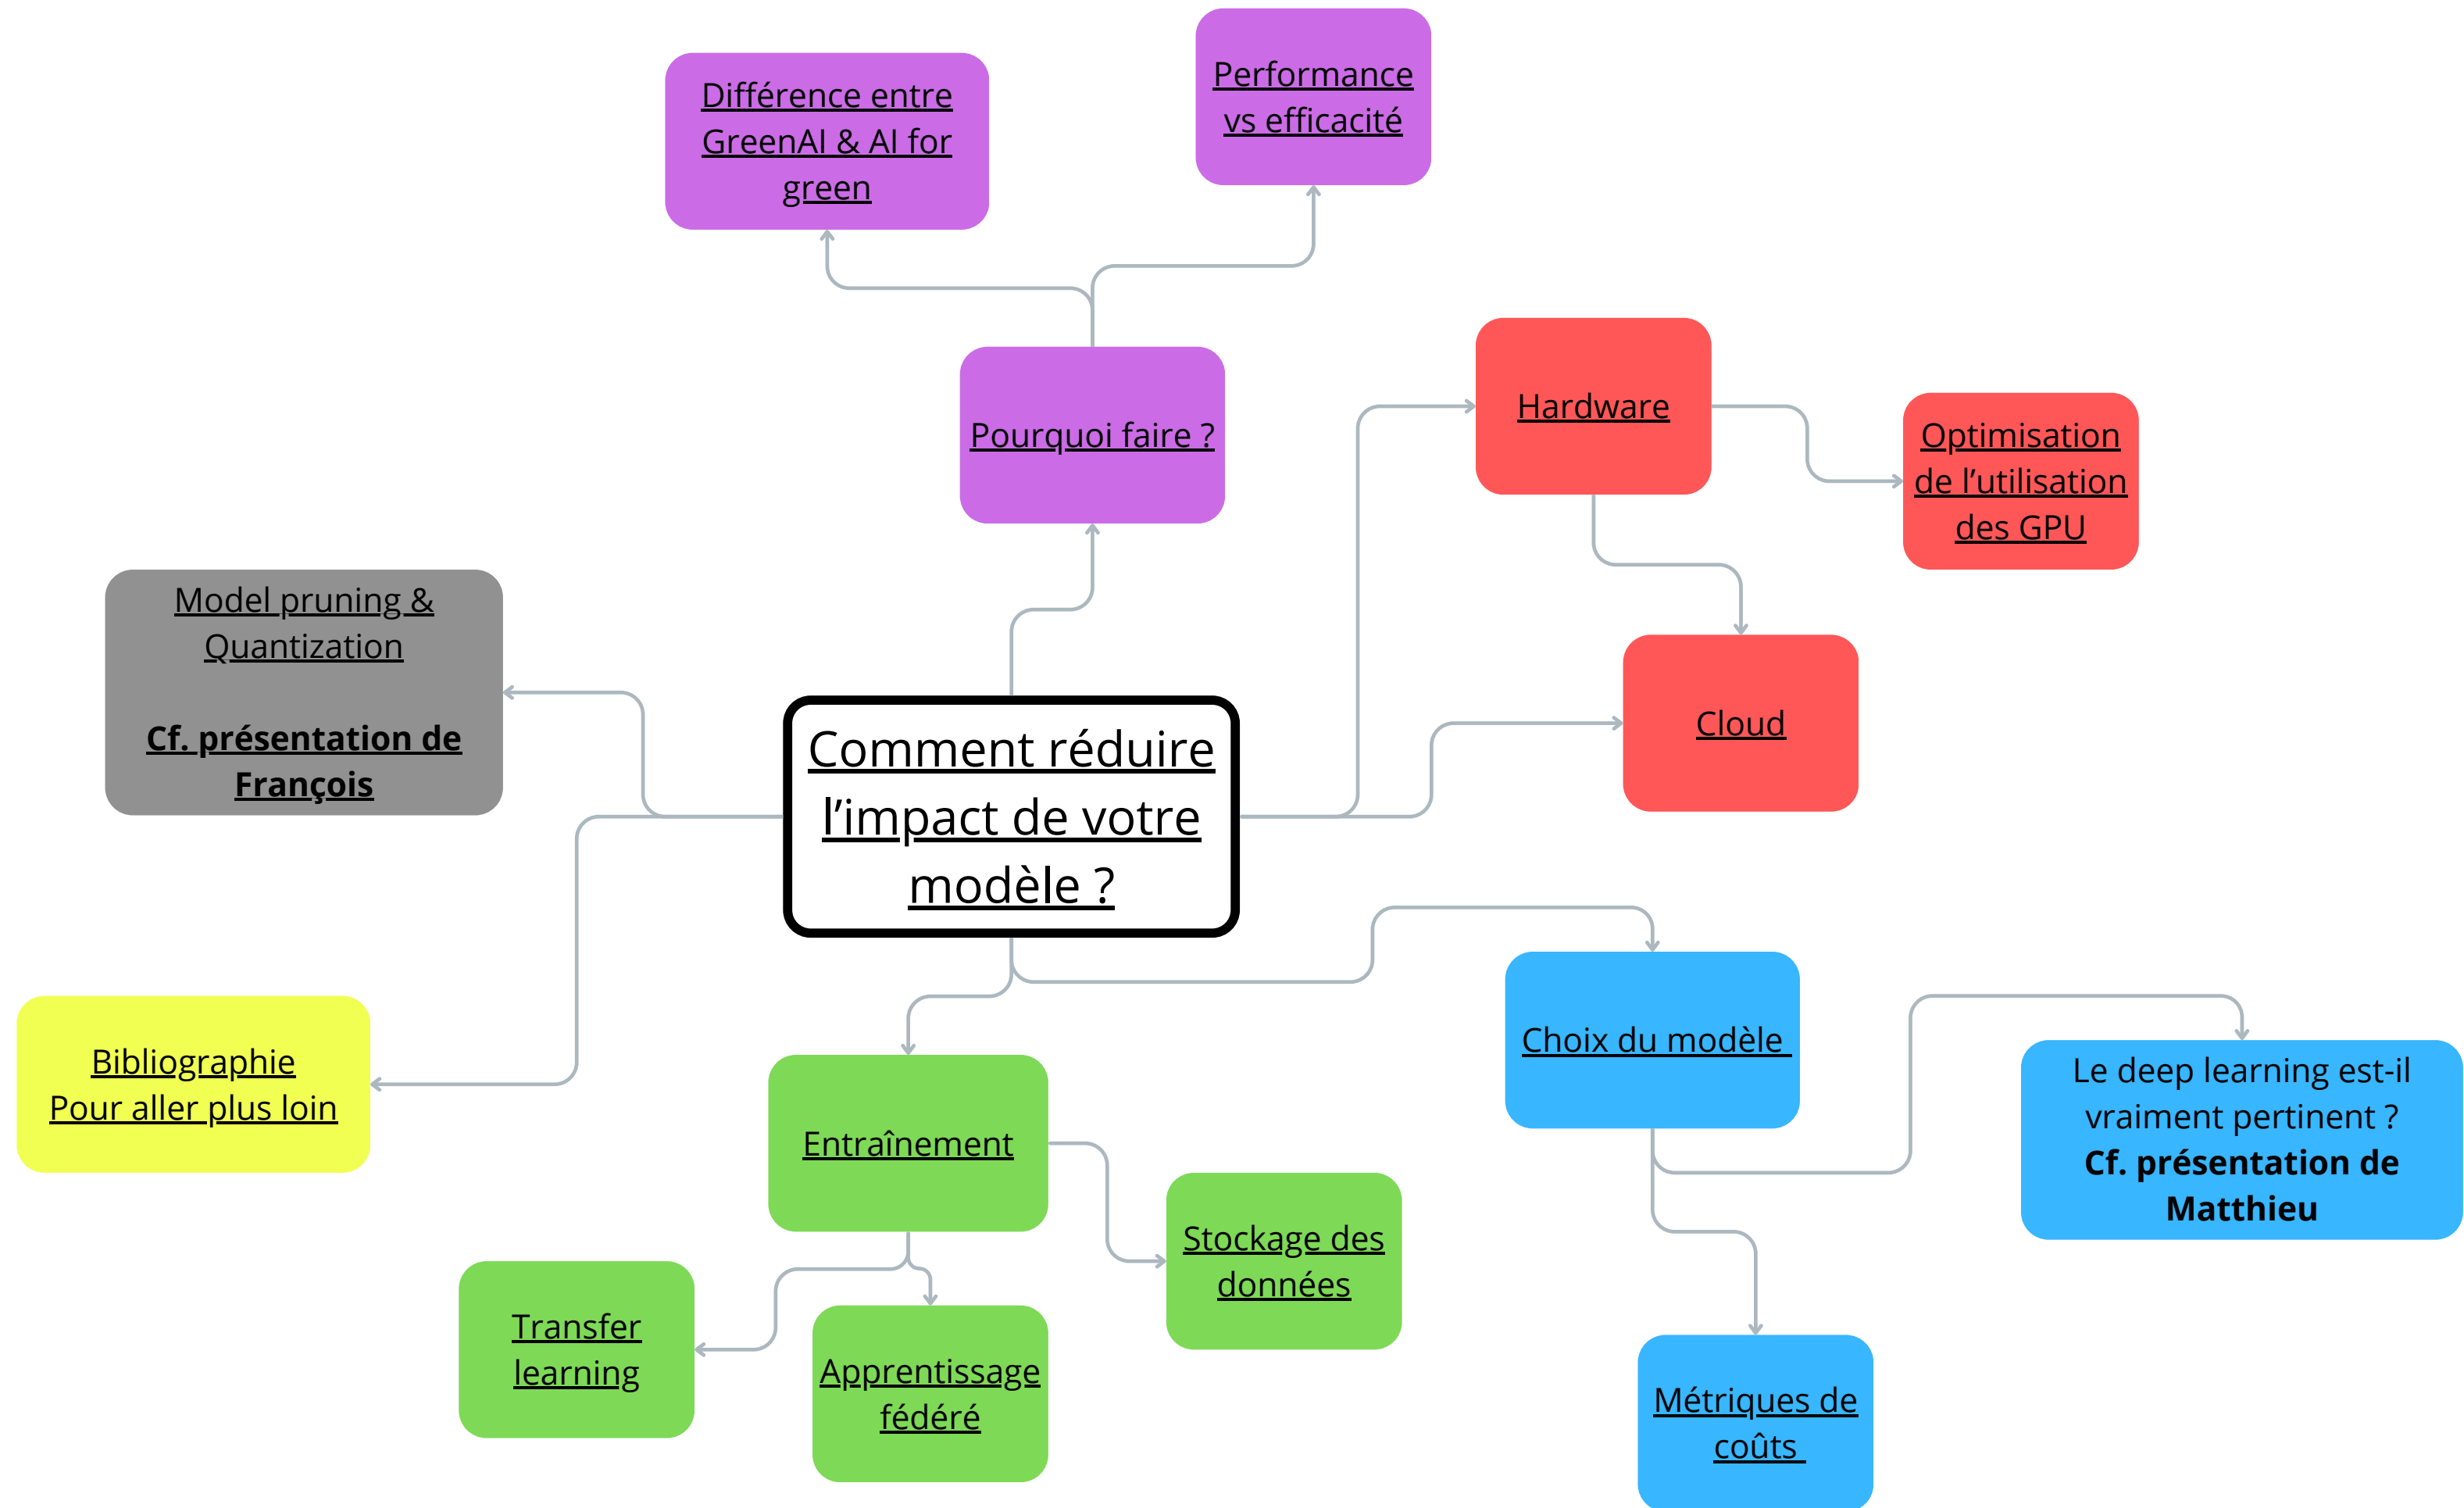 Performance
vs efficacité
Différence entre
GreenAI & AI for
green
Pourquoi faire ?
Hardware
Optimisation
de l’utilisation
des GPU
Model pruning &
Quantization
Cf. présentation de
François
Cloud
Comment réduire
l’impact de votre
modèle ?
Choix du modèle
Le deep learning est-il
vraiment pertinent ?
Cf. présentation de
Matthieu
Bibliographie
Pour aller plus loin
Entraînement
Stockage des
données
Transfer
learning
Apprentissage
fédéré
Métriques de
coûts